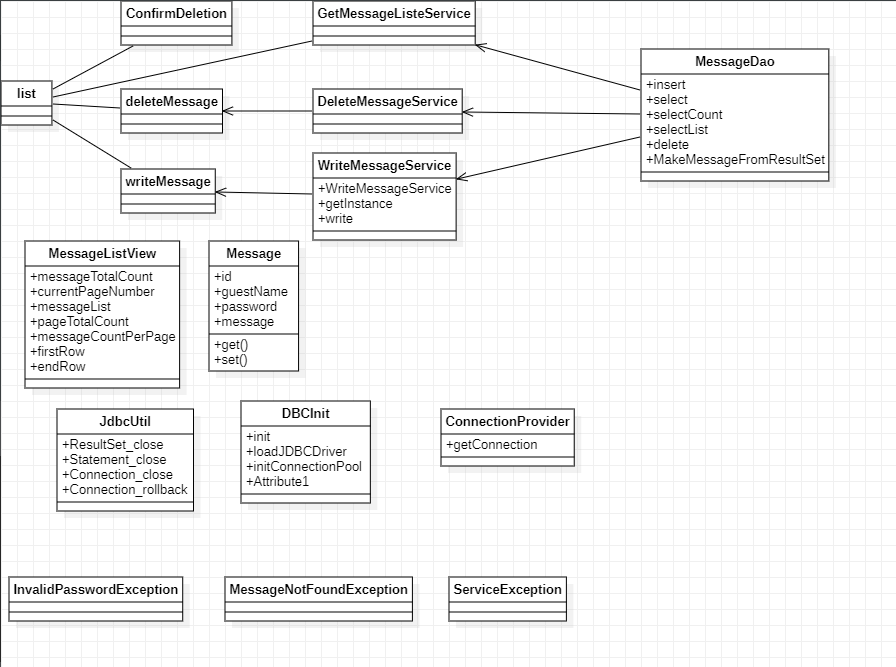 ConfirmDeletion
GetMessageListeService
MessageDao
+insert
+select
+selectCount
+selectList
+delete
+MakeMessageFromResultSet
list
deleteMessage
DeleteMessageService
writeMessage
WriteMessageService
+WriteMessageService
+getInstance
+write
MessageListView
+messageTotalCount
+currentPageNumber
+messageList
+pageTotalCount
+messageCountPerPage
+firstRow
+endRow
Message
+id
+guestName
+password
+message
+get()
+set()
JdbcUtil
+ResultSet_close
+Statement_close
+Connection_close
+Connection_rollback
DBCInit
+init
+loadJDBCDriver
+initConnectionPool
+Attribute1
ConnectionProvider
+getConnection
InvalidPasswordException
MessageNotFoundException
ServiceException